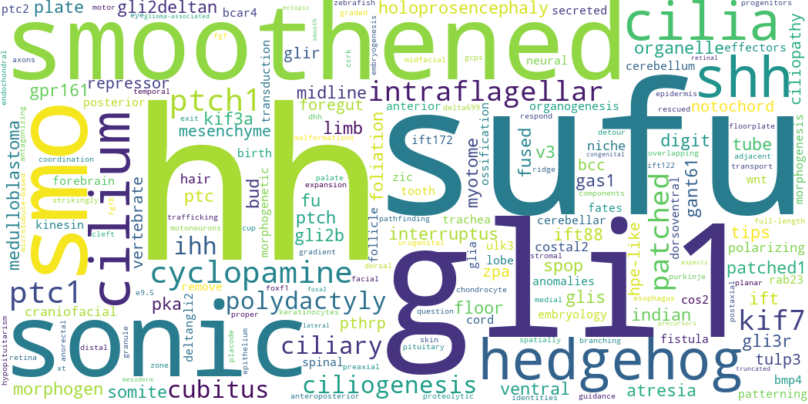 ptc2 plate motor gli2deltan eyeglioma-associated bcar4 holoprosencephaly secreted zebrafish ectopic progenitors
smoothened cilia
organelle effectors
endochondral axons smooth graded ccrk embryogenesis midfacial fgf gcps neural retinal cerebellum ciliopathy
gpr161 repressor temporal transduction glir midline intraflagellar shh
posterior ptch1 foregut anterior delta699 organogenesis epidermis rescued notochord
smo cilium hh sufu
antagonizing exit dhh kif3a mesenchyme limb malformations foliation ift172 respond detour congenital ift122 floorplate adjacent transport wnt tube morphogenesis
medulloblastoma coordination birth niche digit overlapping
forebrain strikingly vertebrate hair ptc bud palate expansion zic tooth myotome ossification fused v3 ridge bcc gas1 components patched gant61 dorsoventral
kinesin cleft fgf8 trafficking motoneurons cup morphogenetic fu ptch gli2b gradient follicle pathfinding urogenital trachea fates
ihh interruptus cerebellar ift88 hpe-like tips polarizing
cyclopamine facial dorsal glia ulk3 costal2 patched1
ptc1 e9.5 remove foxf1 foxa2 zpa lobe stromal spop anomalies aspects planar rab23
craniofacial pka polydactyly chondrocyte floor medial glis purkinje cos2 postaxial ift
sonic gli1
hypopituitarism anorectal distal xt deltangli2 proper keratinocytes pthrp question cord embryology esophagus indian precursors kif7
retina granule zone placode epithelium lateral ciliary skin pituitary spatially branching fistula gli3r
mesoderm spinal preaxial hedgehog tulp3
morphogen somite cubitus anteroposterior ciliogenesis proteolytic ventral identities guidance atresia truncated bmp4 patterning